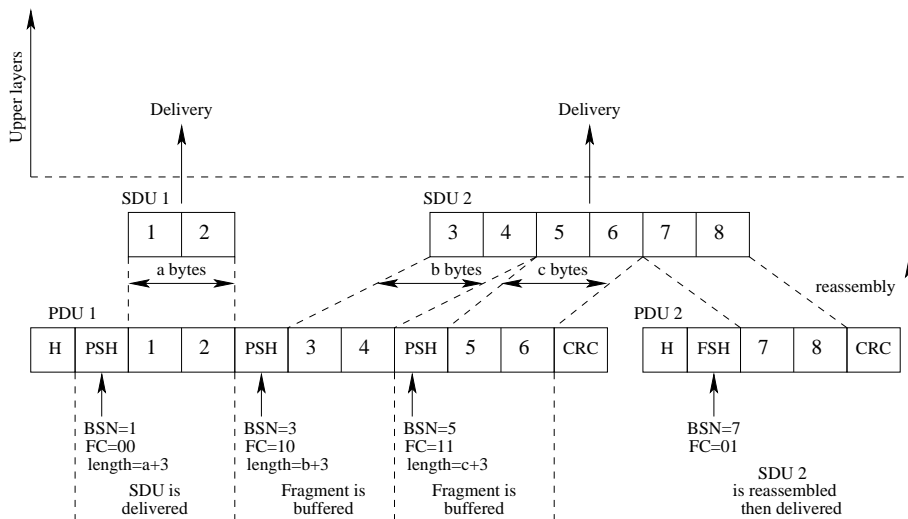 Upper layers
Delivery
Delivery
SDU 1
SDU 2
1 2
3 4 5 6 7 8
a bytes
b bytes
c bytes
reassembly
PDU 1
PDU 2
H PSH 1 2 PSH 3 4 PSH 5 6 CRC
H FSH 7 8 CRC
BSN=1
FC=00
length=a+3
BSN=3
FC=10
length=b+3
BSN=5
FC=11
length=c+3
BSN=7
FC=01
SDU is
delivered
Fragment is
buffered
Fragment is
buffered
SDU 2
is reassembled
then delivered